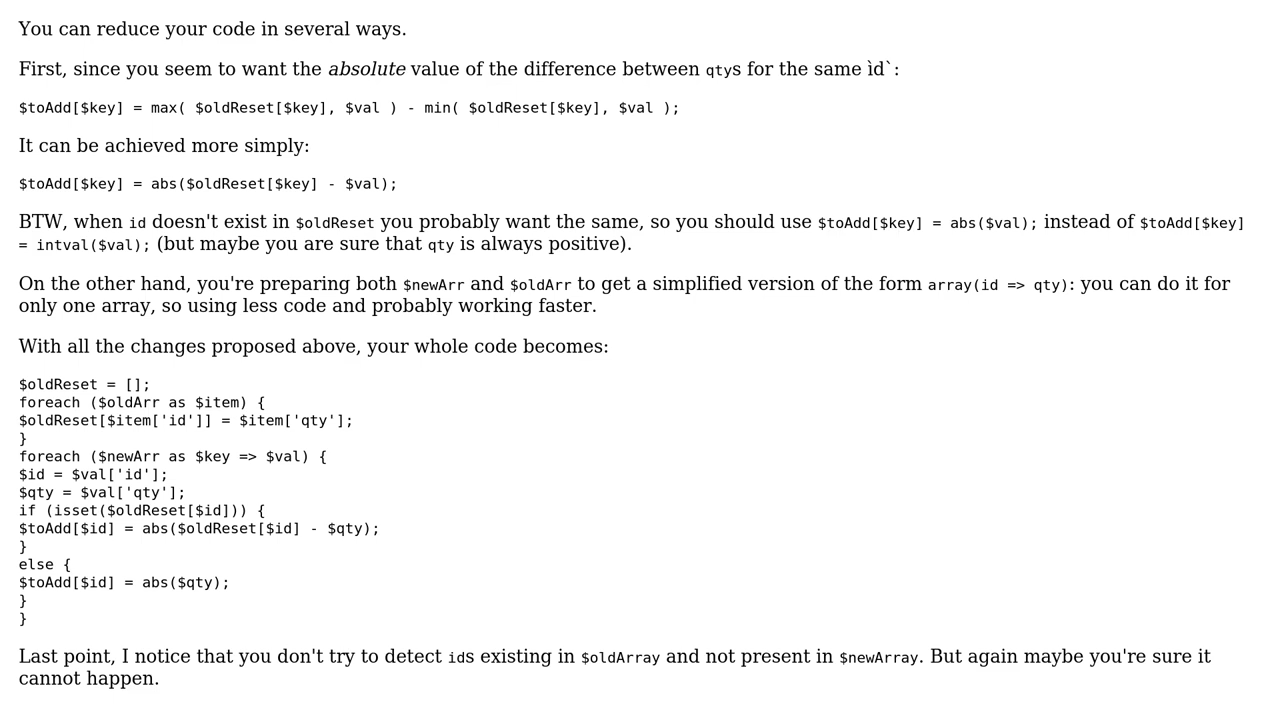 You can reduce your code in several ways.
First, since you seem to want the absolute value of the difference between qtys for the same ìd`:
$toAdd[$key] = max( $oldReset[$key], $val ) - min( $oldReset[$key], $val );
It can be achieved more simply:
$toAdd[$key] = abs($oldReset[$key] - $val);
BTW, when id doesn't exist in $oldReset you probably want the same, so you should use $toAdd[$key] = abs($val); instead of $toAdd[$key]
= intval($val); (but maybe you are sure that qty is always positive).
On the other hand, you're preparing both $newArr and $oldArr to get a simplified version of the form array(id => qty): you can do it for
only one array, so using less code and probably working faster.
With all the changes proposed above, your whole code becomes:
$oldReset = [];
foreach ($oldArr as $item) {
$oldReset[$item['id']] = $item['qty'];
}
foreach ($newArr as $key => $val) {
$id = $val['id'];
$qty = $val['qty'];
if (isset($oldReset[$id])) {
$toAdd[$id] = abs($oldReset[$id] - $qty);
}
else {
$toAdd[$id] = abs($qty);
}
}
Last point, I notice that you don't try to detect ids existing in $oldArray and not present in $newArray. But again maybe you're sure it
cannot happen.